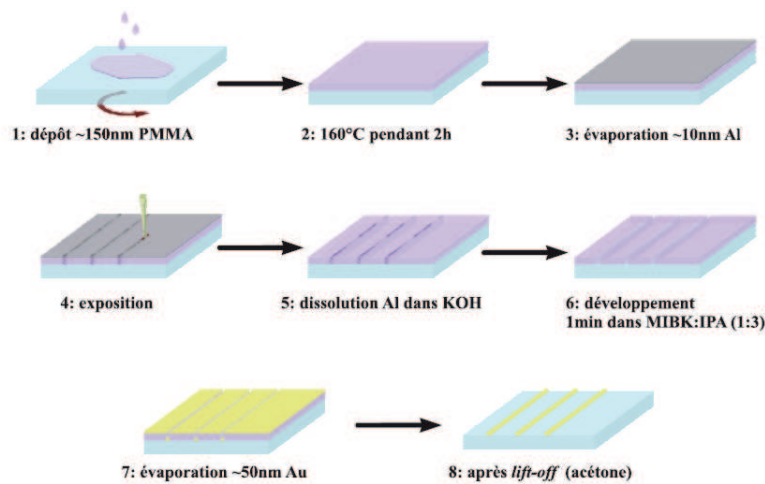 1: dépôt ~150nm PMMA
2: 160°C pendant 2h
3: évaporation ~10nm Al
4: exposition
5: dissolution Al dans KOH
6: développement
1min dans MIBK:IPA (1:3)
7: évaporation ~50nm Au
8: après lift-off (acétone)